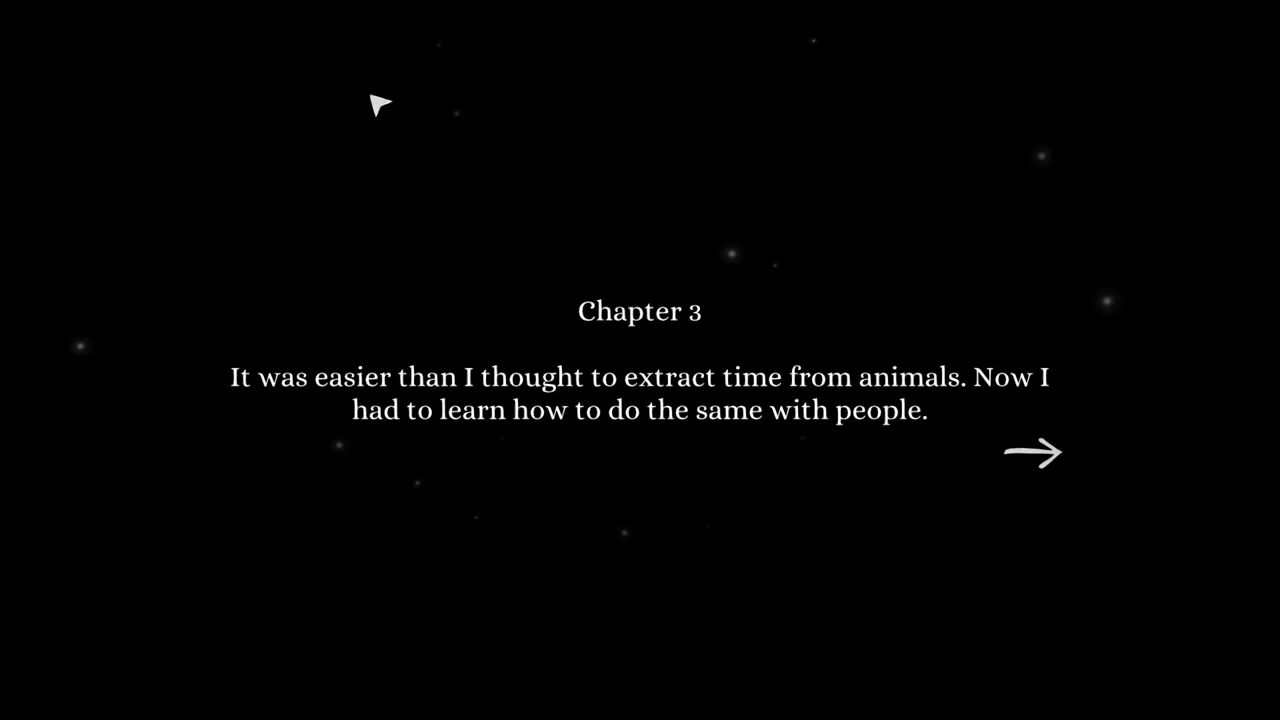 Chapter 3
It was easier than I thought to extract time from animals. Now I
had to learn how to do the same with people.